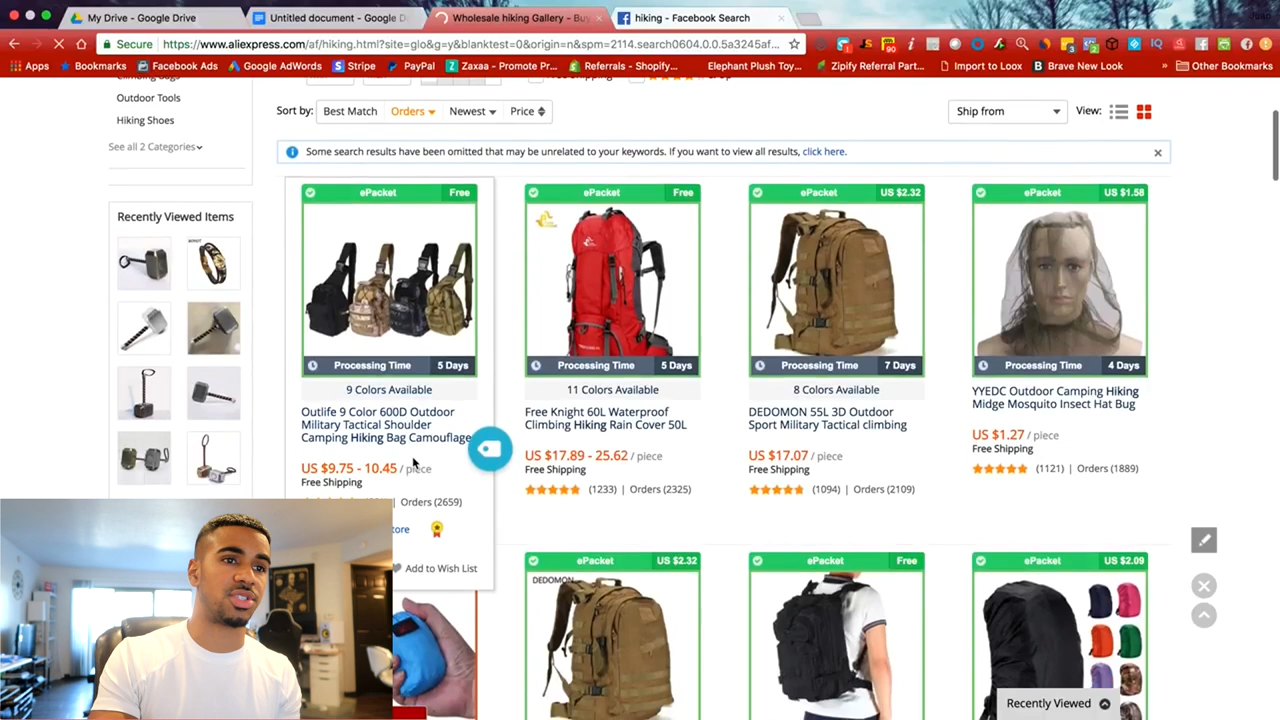 My Drive - Google Drive
Untitled document - Google D
Wholesale hiking Gallery - Buy
hiking - Facebook Search
Secure
https://www.aliexpress.com/af/hiking.html?site=glo&g=y&blanktest=0&origin=n&spm=2114.search0604.0.0.5a3245af...
Apps
Bookmarks
Facebook Ads
Google AdWords
Stripe
PayPal
Zaxaa - Promote Pr...
Referrals - Shopify...
Elephant Plush Toy...
Zipify Referral Part...
Import to Loox
Brave New Look
Other Bookmarks
Climbing Bags
Outdoor Tools
Hiking Shoes
See all 2 Categories
Sort by:
Best Match
Orders
Newest
Price
Ship from
View:
Some search results have been omitted that may be unrelated to your keywords. If you want to view all results, click here.
Recently Viewed Items
ePacket
Free
Processing Time
5 Days
9 Colors Available
Outlife 9 Color 600D Outdoor
Military Tactical Shoulder
Camping Hiking Bag Camouflage
US $9.75 - 10.45 / piece
Free Shipping
Orders (2659)
tore
Add to Wish List
ePacket
Free
Processing Time
5 Days
11 Colors Available
Free Knight 60L Waterproof
Climbing Hiking Rain Cover 50L
US $17.89 - 25.62 / piece
Free Shipping
(1233) | Orders (2325)
ePacket
US $2.32
Processing Time
7 Days
8 Colors Available
DEDOMON 55L 3D Outdoor
Sport Military Tactical climbing
US $17.07 / piece
Free Shipping
(1094) | Orders (2109)
ePacket
US $1.58
Processing Time
4 Days
YYEDC Outdoor Camping Hiking
Midge Mosquito Insect Hat Bug
US $1.27 / piece
(1121) | Orders (1889)
ePacket
US $2.32
DEDOMON
ePacket
Free
ePacket
US $2.09
Recently Viewed